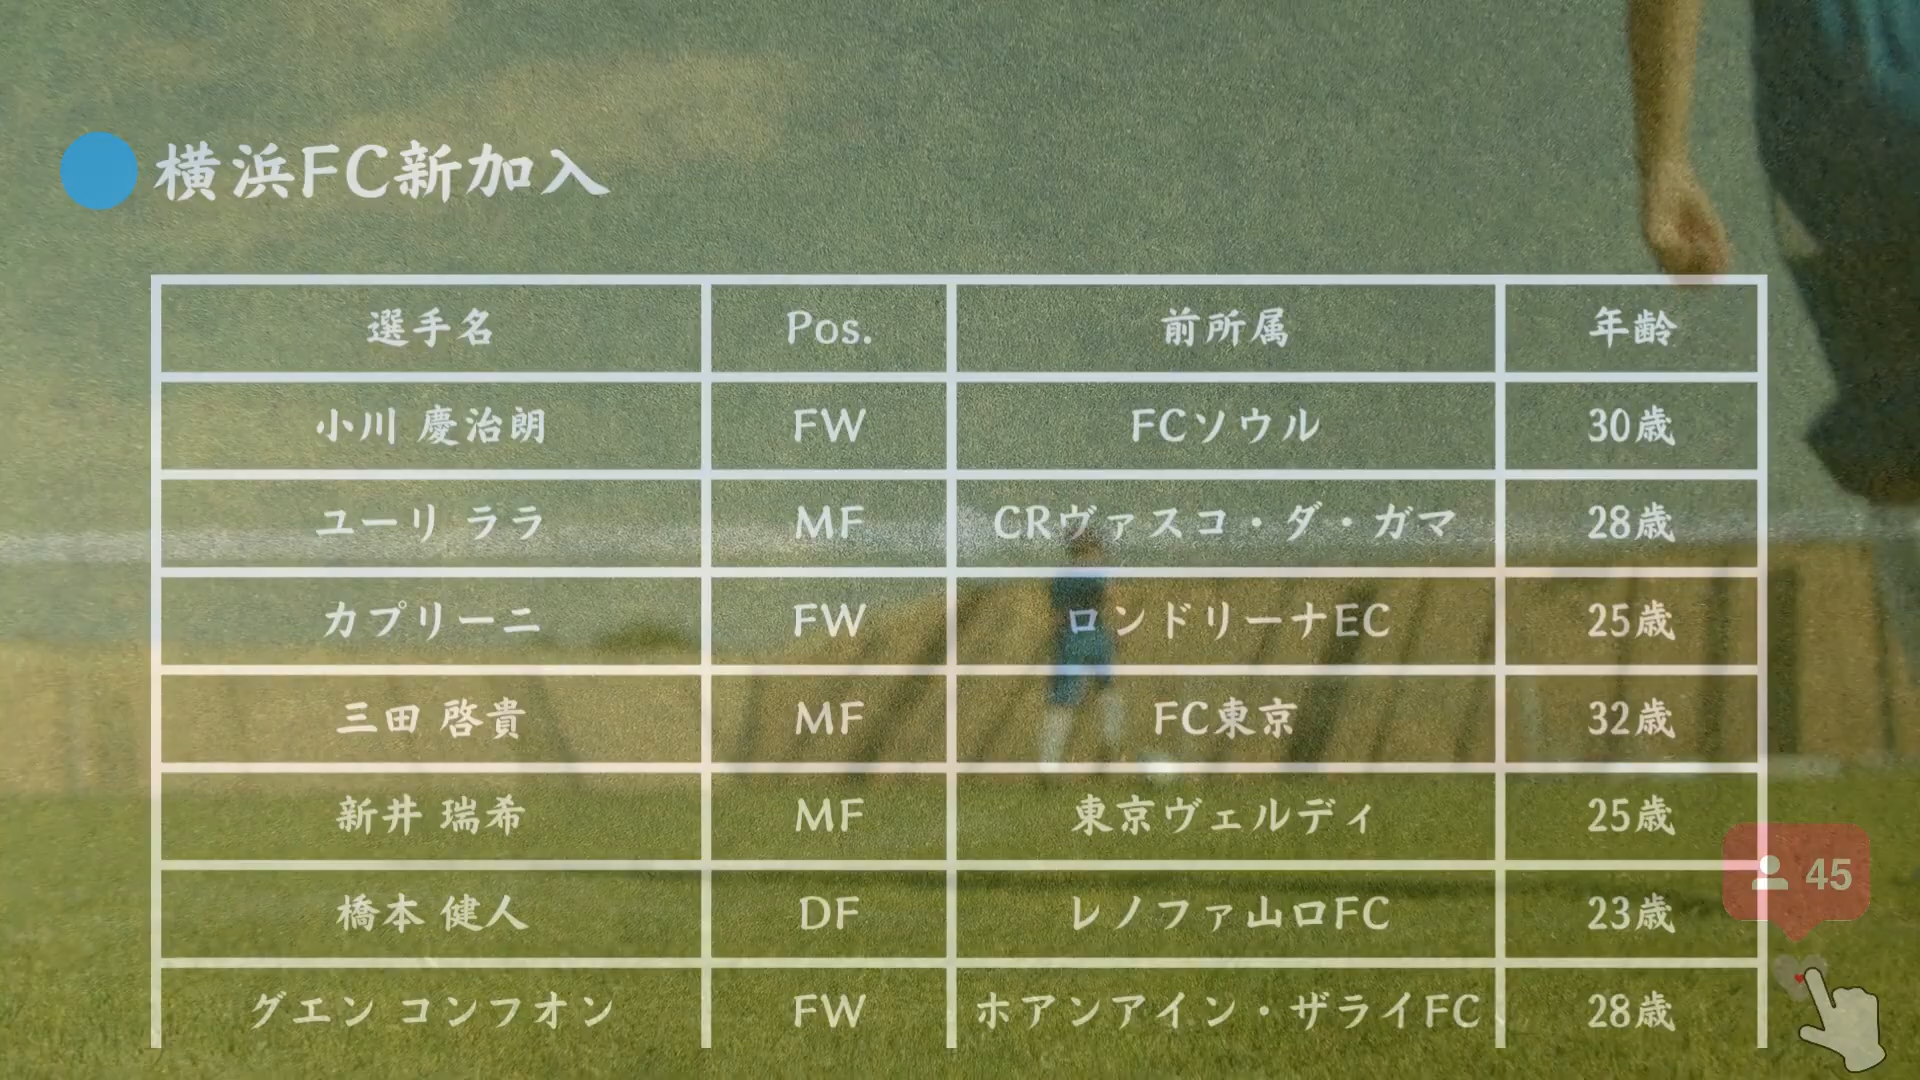 横浜FC新加入
選手名 Pos. 前所属 年齢
小川 慶治朗 FW FCソウル 30歳
ユーリ ララ MF CRヴァスコ・ダ・ガマ 28歳
カプリーニ FW ロンドリーナEC 25歳
三田 啓貴 MF FC東京 32歳
新井 瑞希 MF 東京ヴェルディ 25歳
橋本 健人 DF レノファ山口FC 23歳
グエン コンフオン FW ホアンアイン・ザライFC 28歳
45